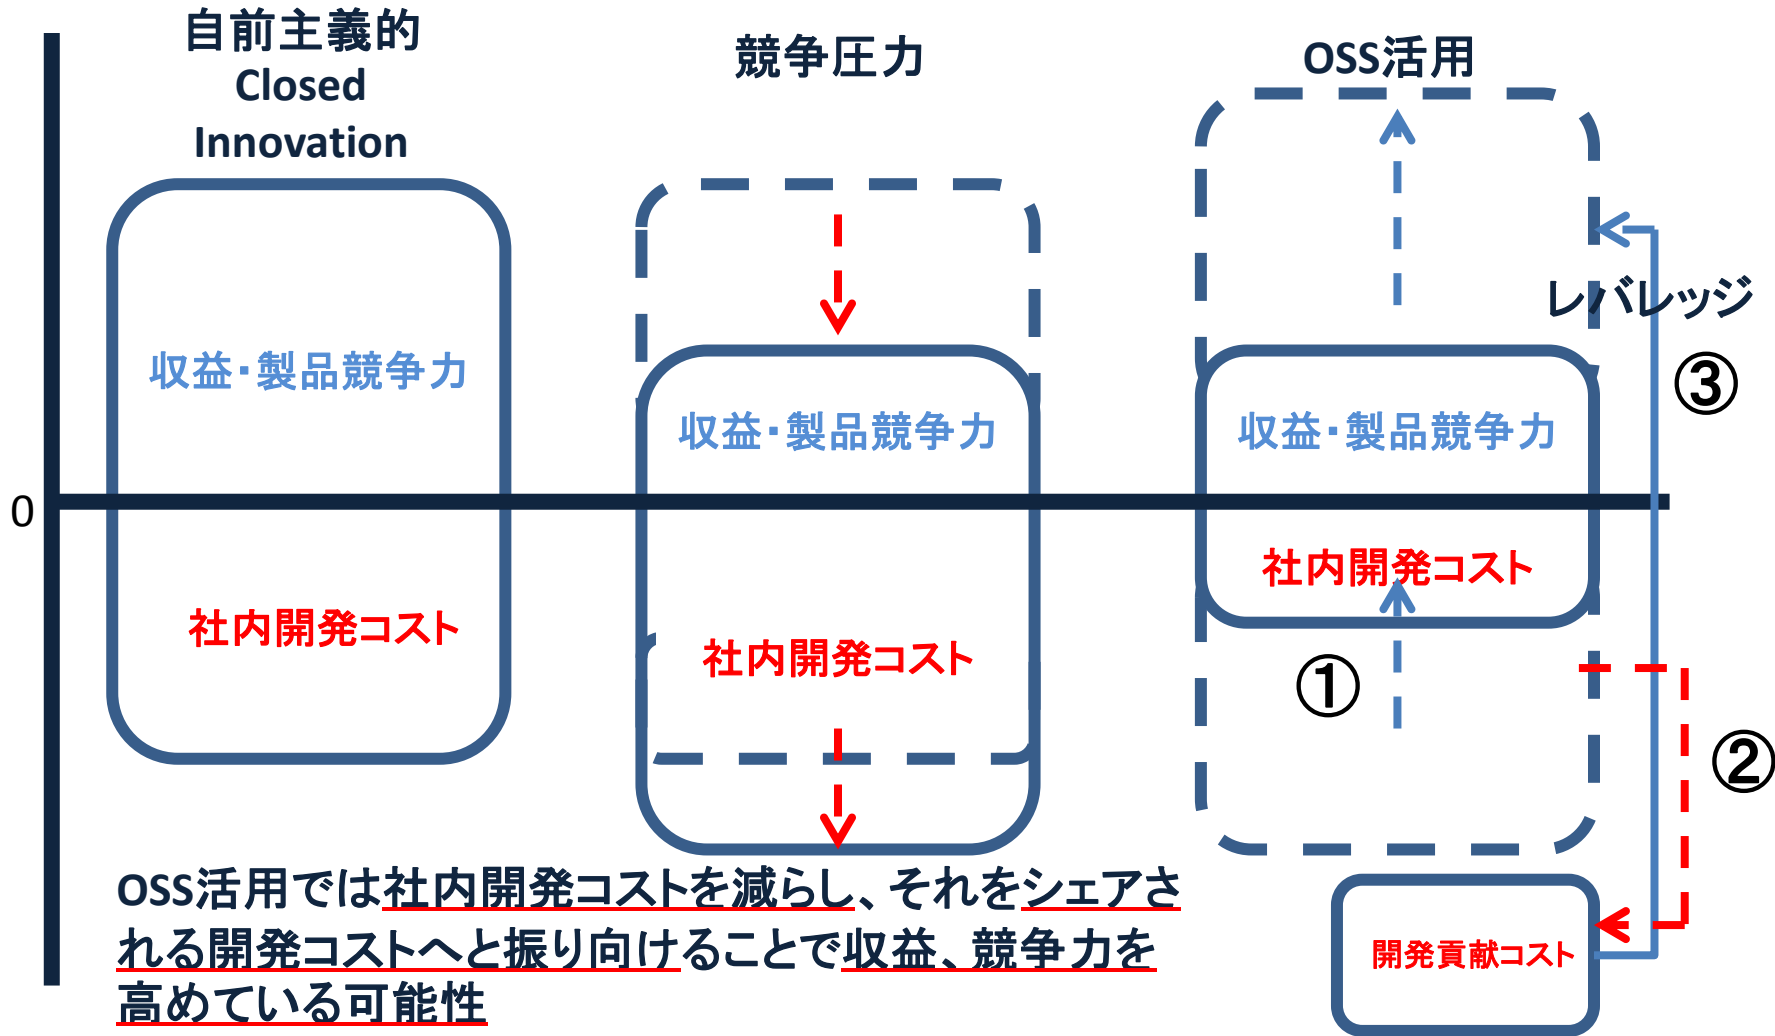 自前主義的
Closed
Innovation
競争圧力
OSS活用
収益・製品競争力
収益・製品競争力
収益・製品競争力
レバレッジ
③
0
社内開発コスト
社内開発コスト
社内開発コスト
①
②
開発貢献コスト
OSS活用では社内開発コストを減らし、それをシェアさ
れる開発コストへと振り向けることで収益、競争力を
高めている可能性